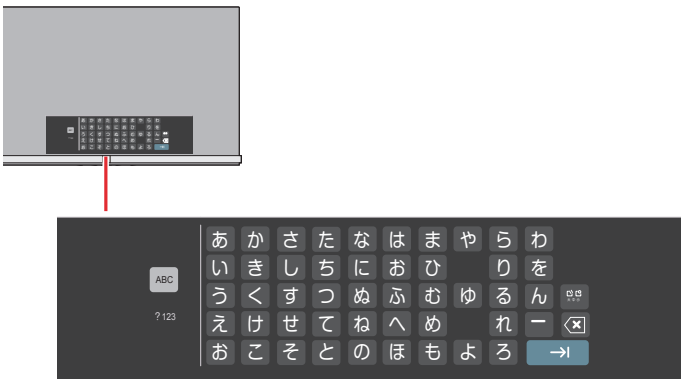 あ か さ た な は ま や ら わ
い き し ち に お ひ り を
ABC
う く す つ ぬ ふ む ゆ る ん
?123
え け せ て ね へ め れ ー
お こ そ と の ほ も よ ろ